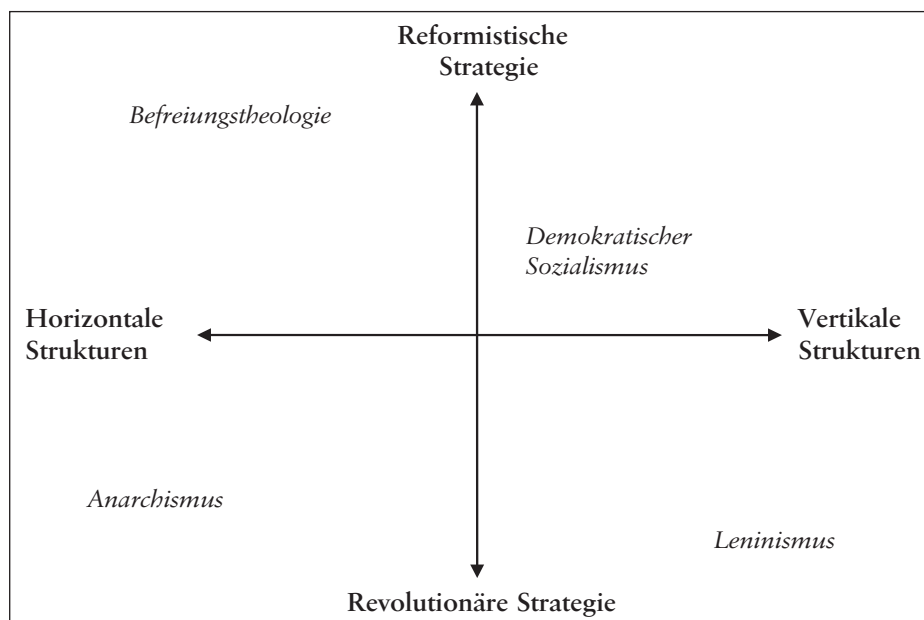 Reformistische
Strategie
Befreiungstheologie
Demokratischer
Sozialismus
Horizontale
Strukturen
Vertikale
Strukturen
Anarchismus
Leninismus
Revolutionäre Strategie